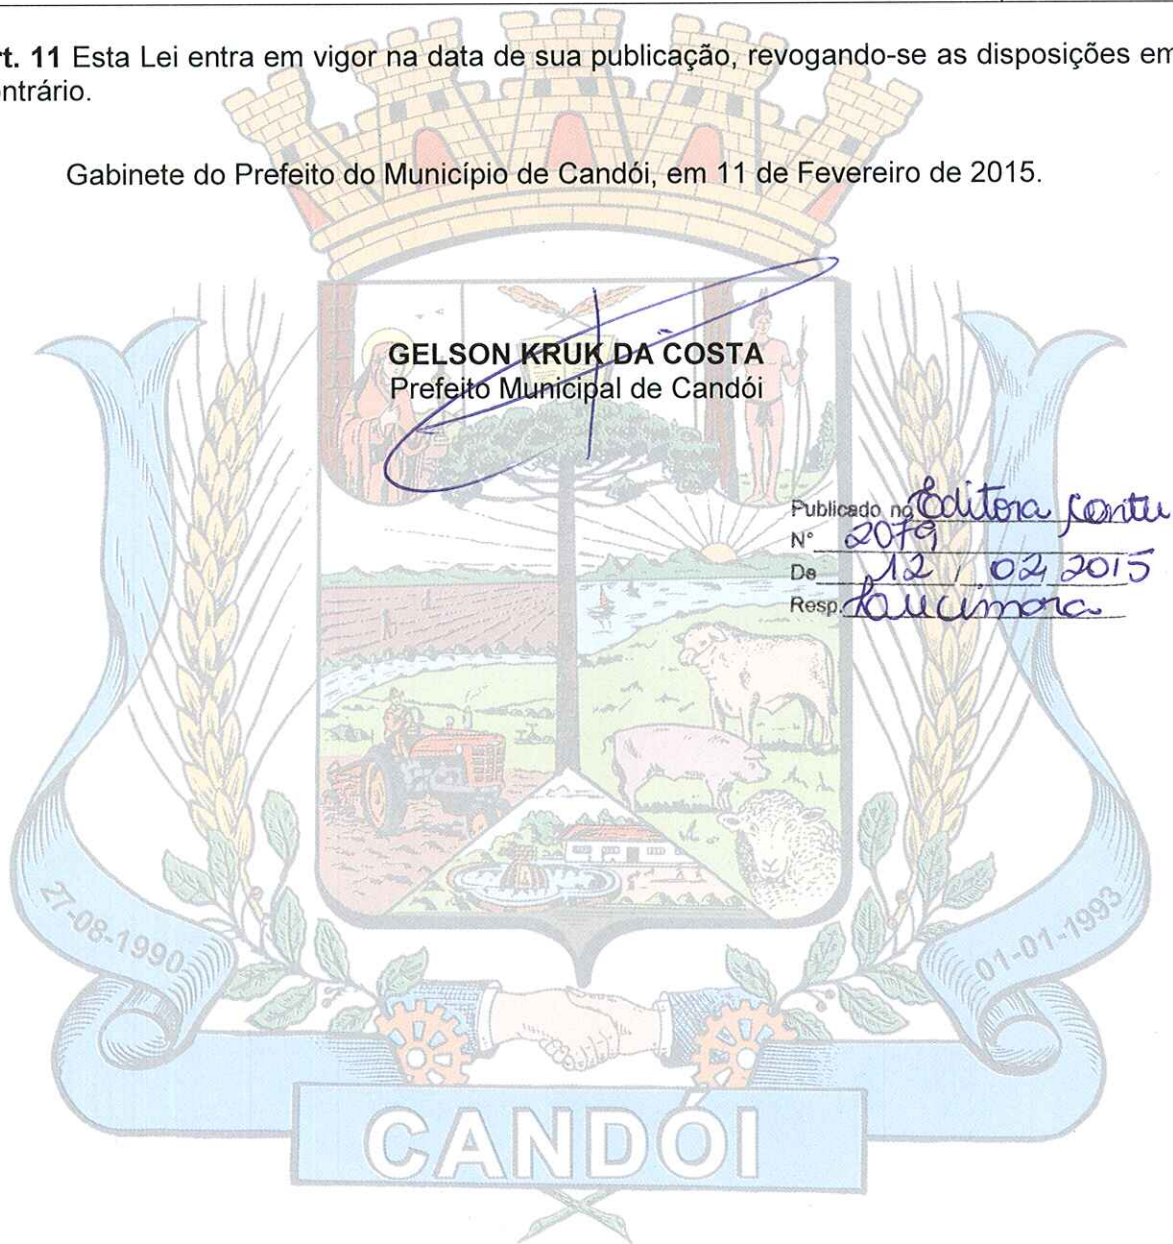 rt. 11 Esta Lei entra em vigor na data de sua publicação, revogando-se as disposições em
ontrário.
Gabinete do Prefeito do Município de Candói, em 11 de Fevereiro de 2015.
GELSON KRUK DA COSTA
Prefeito Municipal de Candói
Publicado no Editora
N° 2079
De 12 / 02 / 2015
Resp.
27-08-1990
01-01-1993
CANDÓI